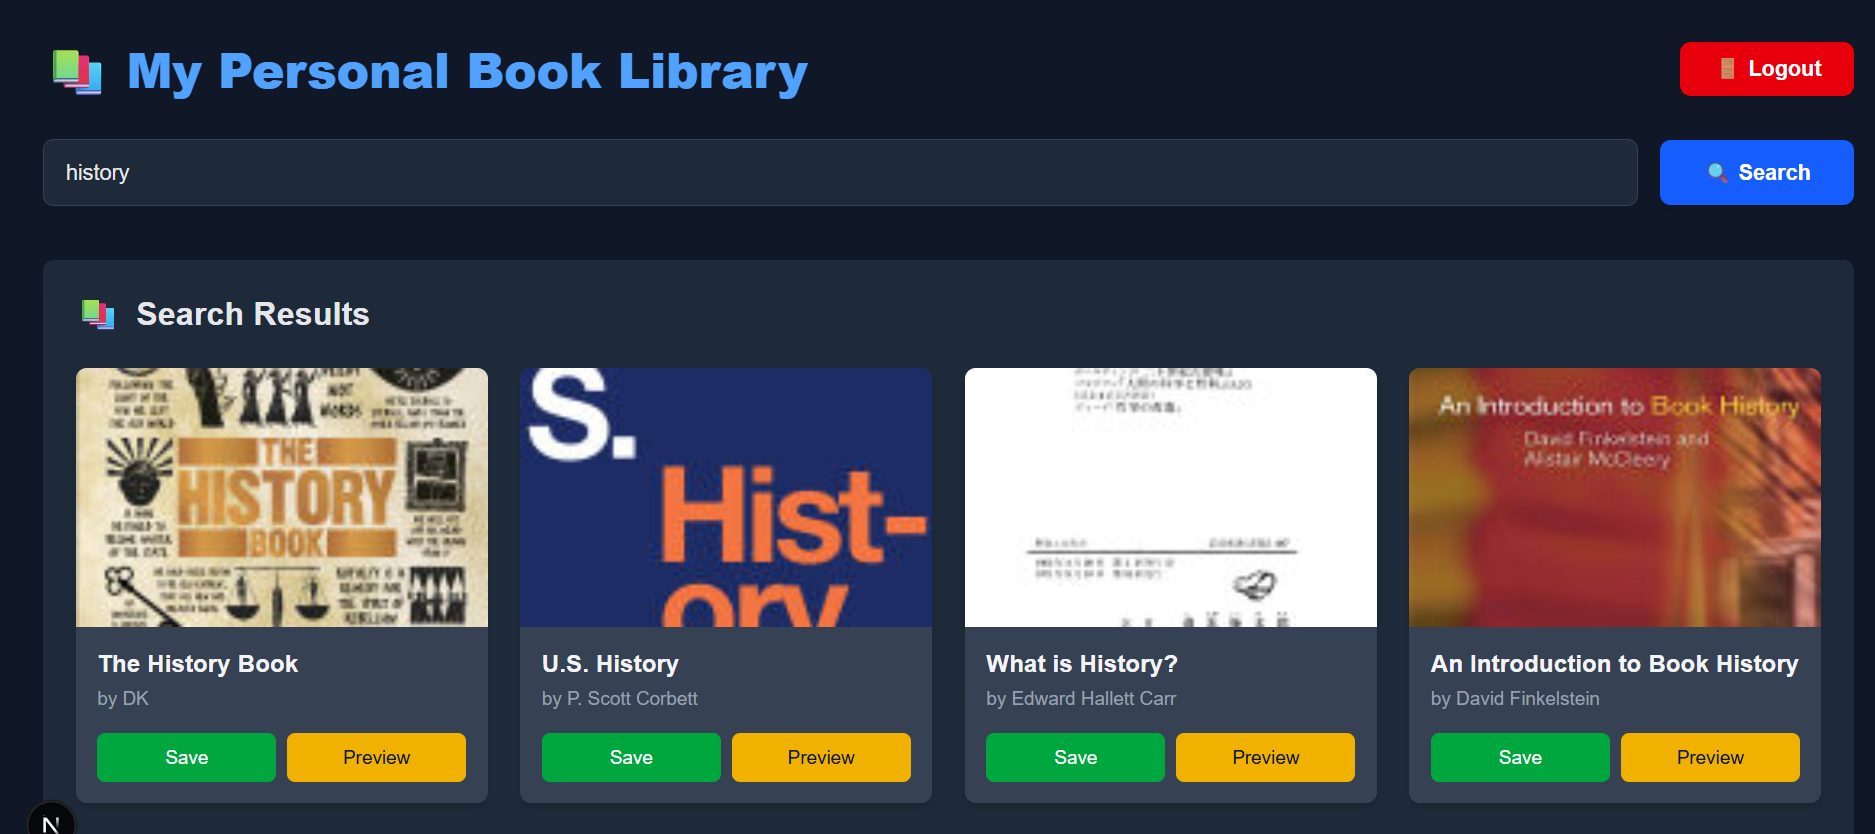 My Personal Book Library
Logout
history
Search
Search Results
NOT
WORDS
THE
HISTORY
BOOK
The History Book
by DK
Save
Preview
S.
Hist-
ory
U.S. History
by P. Scott Corbett
Save
Preview
What is History?
by Edward Hallett Carr
Save
Preview
An Introduction to Book History
David Finkelstein and
Alistair McCleery
An Introduction to Book History
by David Finkelstein
Save
Preview
N